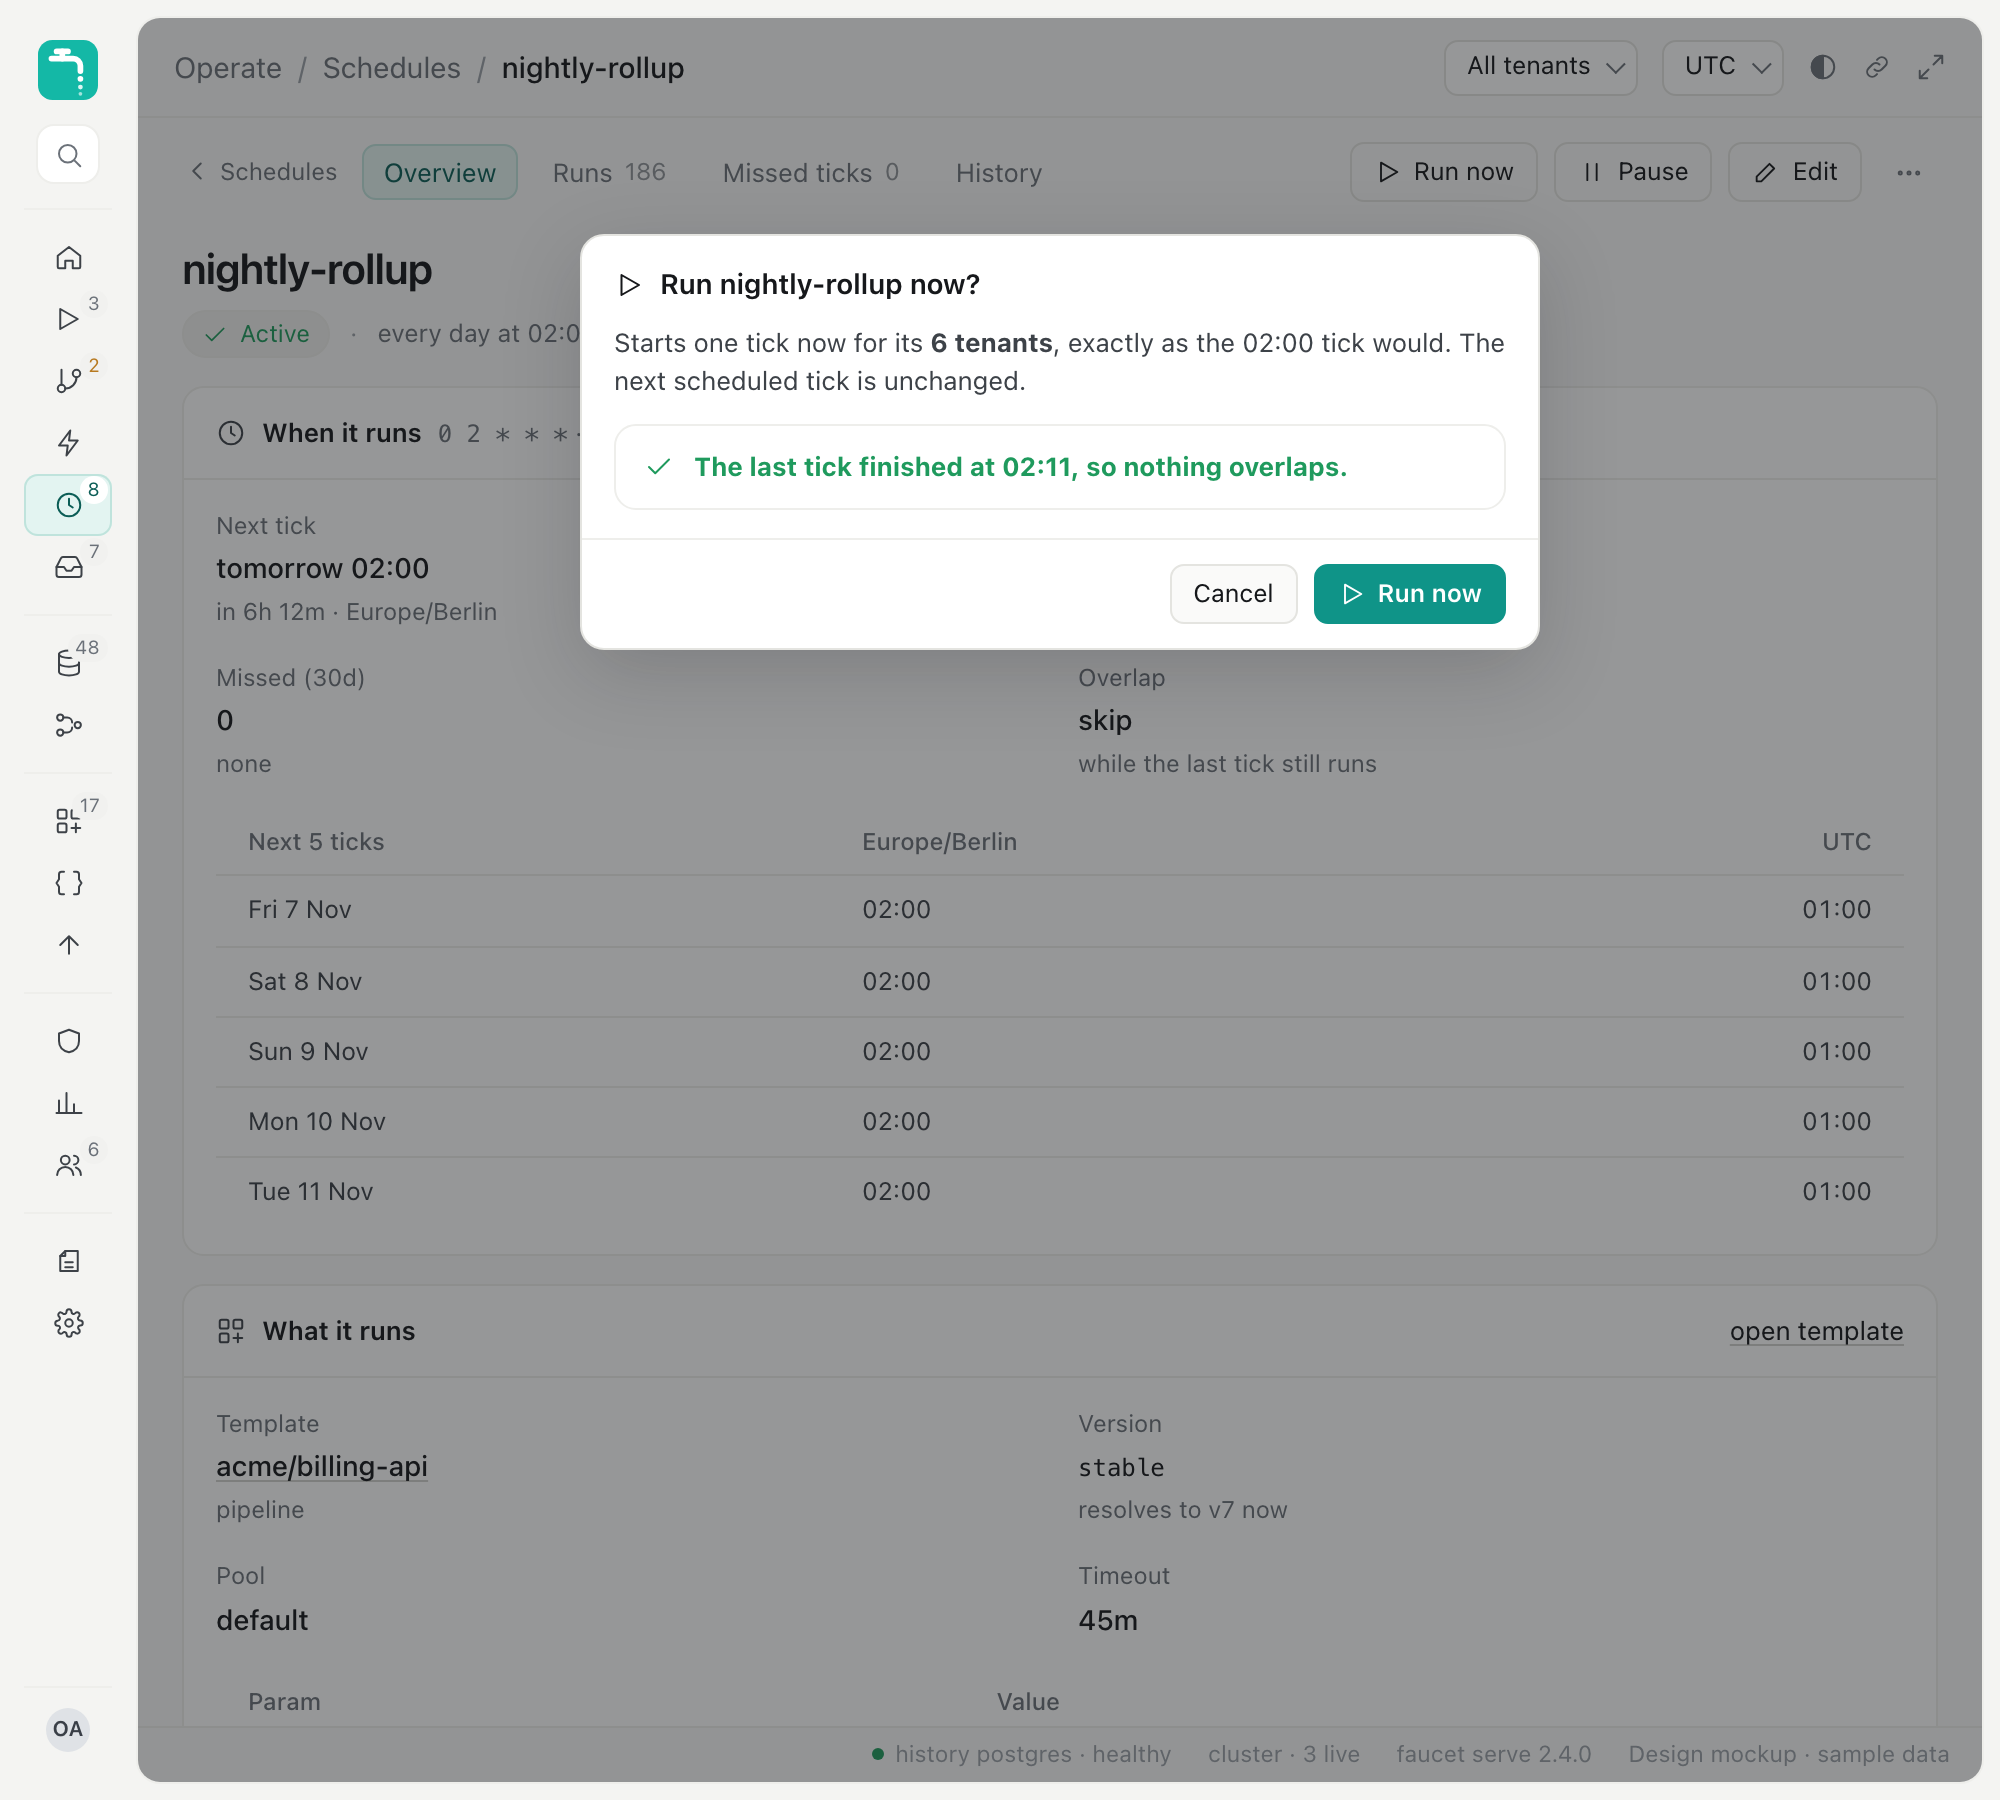 Operate / Schedules / nightly-rollup
All tenants
UTC
Schedules
Overview
Runs 186
Missed ticks 0
History
Run now
Pause
Edit
3
2
8
7
48
17
6
OA
nightly-rollup
Active · every day at 02:0
When it runs 0 2 * * *
Next tick
tomorrow 02:00
in 6h 12m · Europe/Berlin
Missed (30d)
0
none
Overlap
skip
while the last tick still runs
Run nightly-rollup now?
Starts one tick now for its 6 tenants, exactly as the 02:00 tick would. The
next scheduled tick is unchanged.
The last tick finished at 02:11, so nothing overlaps.
Cancel
Run now
Next 5 ticks Europe/Berlin UTC
Fri 7 Nov 02:00 01:00
Sat 8 Nov 02:00 01:00
Sun 9 Nov 02:00 01:00
Mon 10 Nov 02:00 01:00
Tue 11 Nov 02:00 01:00
What it runs
open template
Template
acme/billing-api
pipeline
Version
stable
resolves to v7 now
Pool
default
Timeout
45m
Param Value
history postgres · healthy
cluster · 3 live
faucet serve 2.4.0
Design mockup · sample data